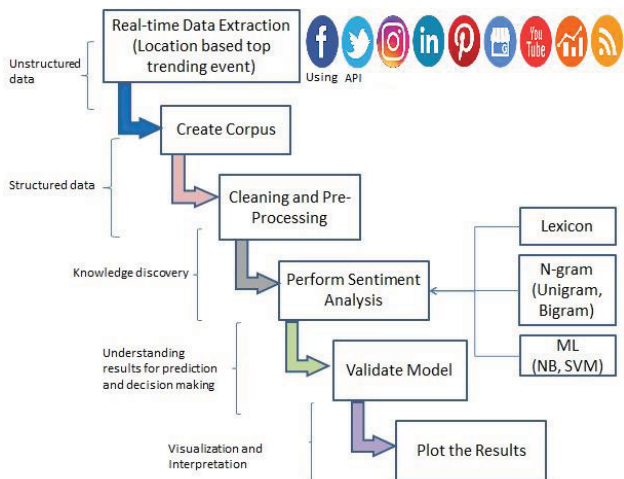 Real-time Data Extraction
(Location based top
trending event)
f
in
You
Tube
Using API
Unstructured
data
Create Corpus
Structured data
Cleaning and Pre-
Processing
Lexicon
Knowledge discovery
Perform Sentiment
Analysis
N-gram
(Unigram,
Bigram)
Understanding
results for prediction
and decision making
Validate Model
ML
(NB, SVM)
Visualization and
Interpretation
Plot the Results